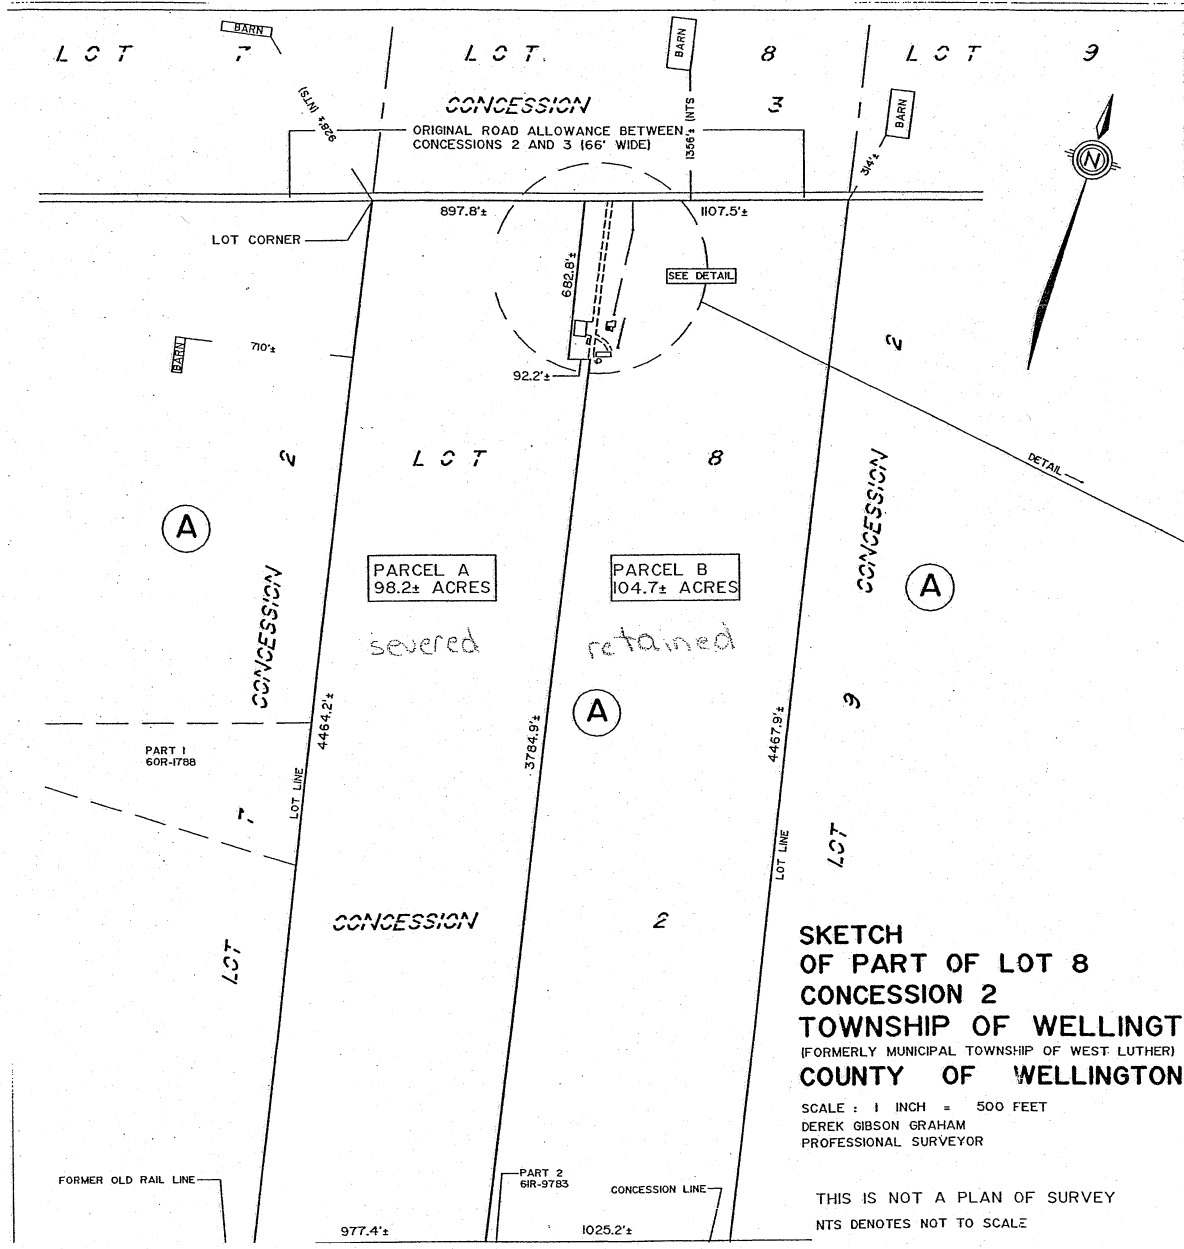 BARN
LOT 7
LOT
BARN
8
LOT 9
CONCESSION 3
928'± (NTS)
1356'± (NTS
BARN
ORIGINAL ROAD ALLOWANCE BETWEEN
CONCESSIONS 2 AND 3 (66' WIDE)
314'±
N
897.8'±
1107.5'±
LOT CORNER
682.8'±
SEE DETAIL
BARN
710'±
92.2'±
2
2
LOT 8
DETAIL
CONCESSION
A
PARCEL A
98.2± ACRES
PARCEL B
104.7± ACRES
A
CONCESSION
severed
retained
A
4464.2'±
3784.9'±
4467.9'±
9
PART 1
60R-1788
LOT LINE
7
LOT LINE
LOT
CONCESSION 2
LOT
SKETCH
OF PART OF LOT 8
CONCESSION 2
TOWNSHIP OF WELLINGT
(FORMERLY MUNICIPAL TOWNSHIP OF WEST LUTHER)
COUNTY OF WELLINGTON
SCALE : 1 INCH = 500 FEET
DEREK GIBSON GRAHAM
PROFESSIONAL SURVEYOR
FORMER OLD RAIL LINE
PART 2
61R-9783
CONCESSION LINE
THIS IS NOT A PLAN OF SURVEY
NTS DENOTES NOT TO SCALE
977.4'±
1025.2'±